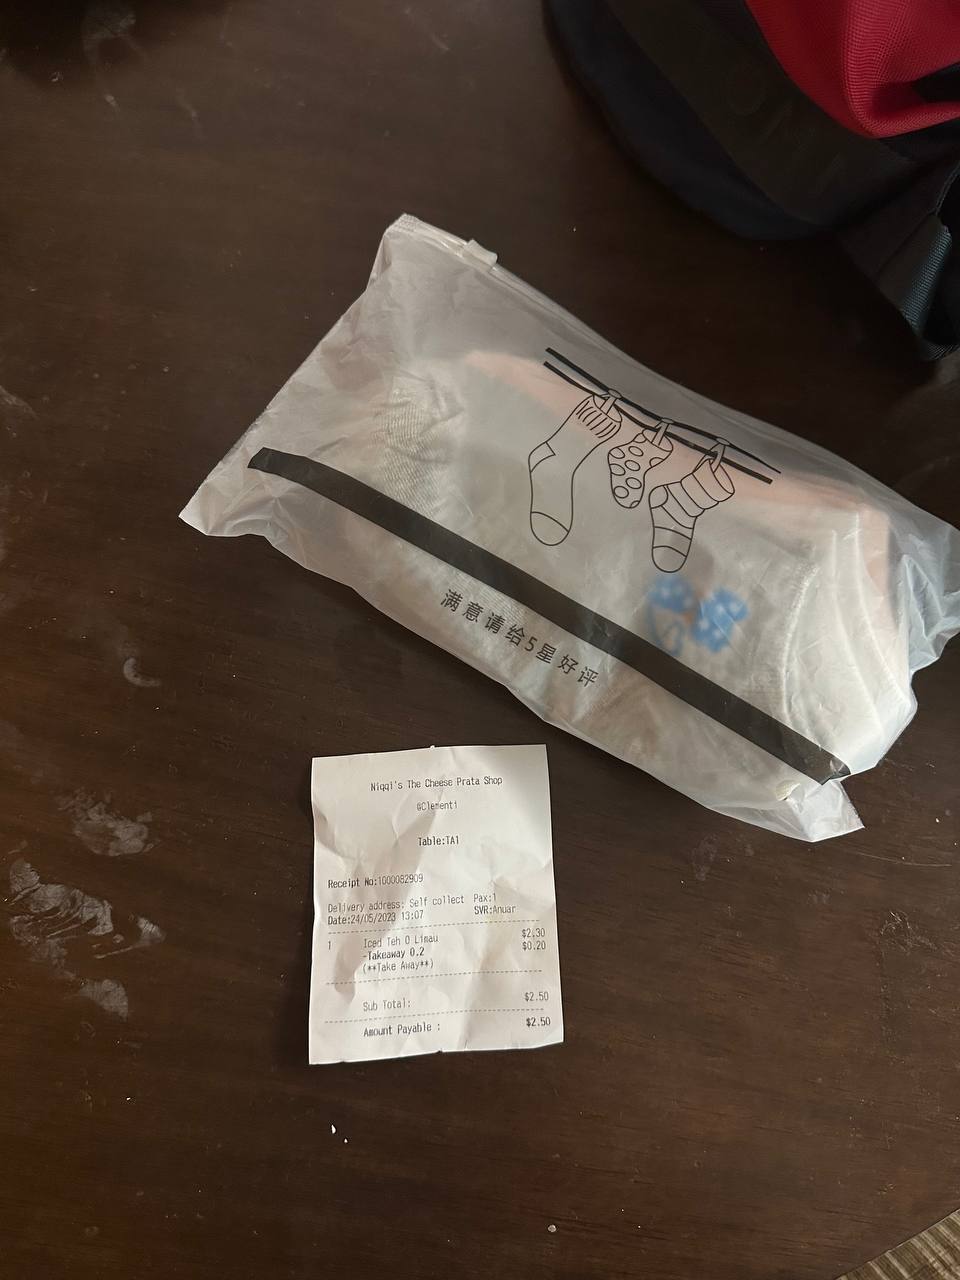 满意请给5星好评
Niqqi's The Cheese Prata Shop
@Clementi
Table:TA1
Receipt No:1000082909
Delivery address: Self collect Pax:1
Date:24/05/2023 13:07 SVR:Anuar
1 Iced Teh O Limau $2.30
-Takeaway 0.2 $0.20
(**Take Away**)
Sub Total: $2.50
Amount Payable : $2.50